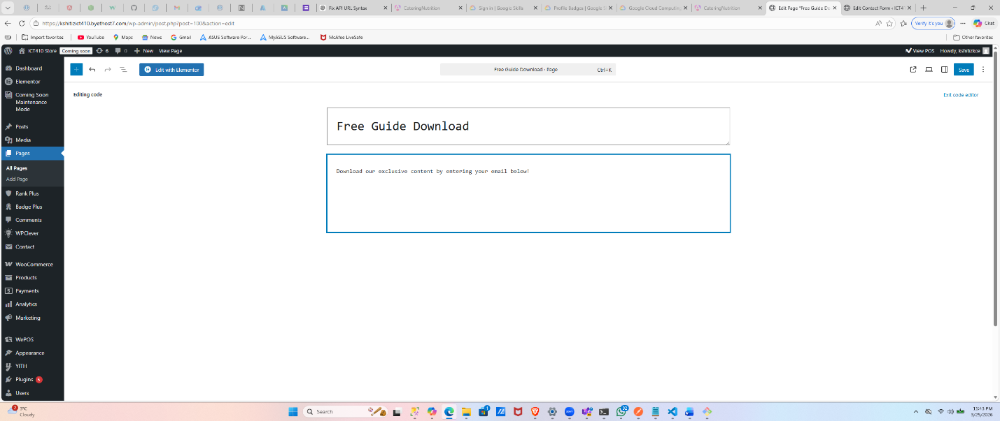 Fix API URL Syntax
CateringNutrition
Sign in | Google Skills
Profile Badges | Google S
Google Cloud Computing
CateringNutrition
Edit Page "Free Guide Do
Edit Contact Form ‹ ICT4
https://kshitizict410.byethost7.com/wp-admin/post.php?post=100&action=edit
Verify it's you
Chat
Import favorites
YouTube
Maps
News
Gmail
ASUS Software Por...
MyASUS Software...
McAfee LiveSafe
Other favorites
ICT410 Store
Coming soon
6
0
New
View Page
View POS
Howdy, kshitizkce
Dashboard
Elementor
Coming Soon
Maintenance
Mode
Posts
Media
Pages
All Pages
Add Page
Rank Plus
Badge Plus
Comments
WPClever
Contact
WooCommerce
Products
Payments
Analytics
Marketing
WePOS
Appearance
YITH
Plugins 5
Users
Edit with Elementor
Free Guide Download · Page
Ctrl+K
Save
Editing code
Exit code editor
Free Guide Download
Download our exclusive content by entering your email below!
2
3°C
Cloudy
Search
1
92
11:43 PM
5/25/2026